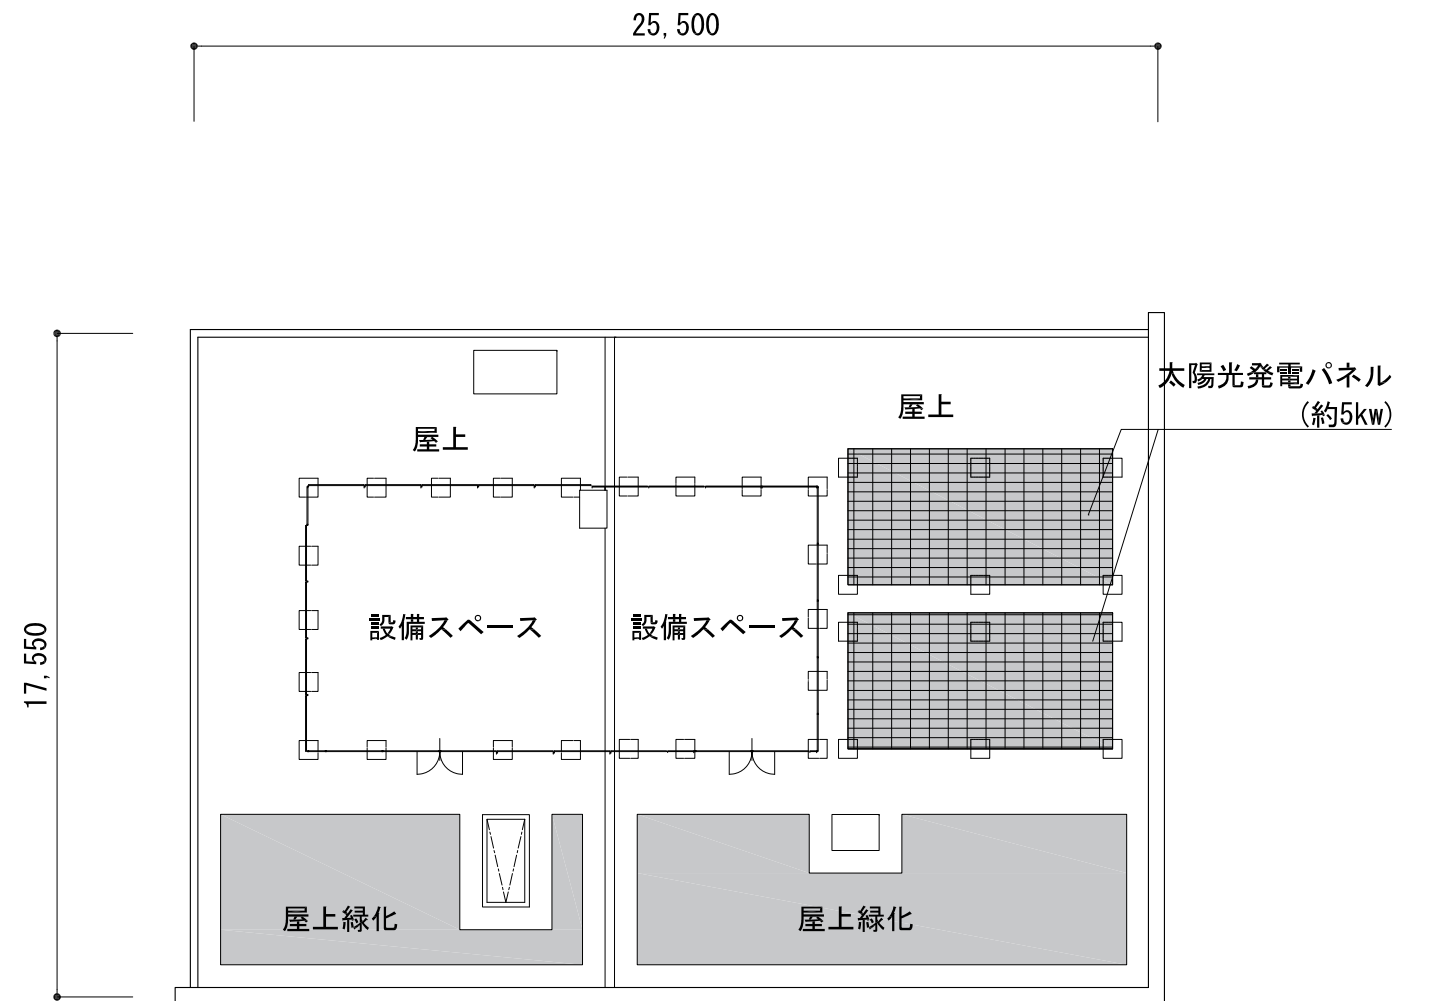 25,500
太陽光発電パネル
(約5kw)
屋上
屋上
17,550
設備スペース
設備スペース
屋上緑化
屋上緑化